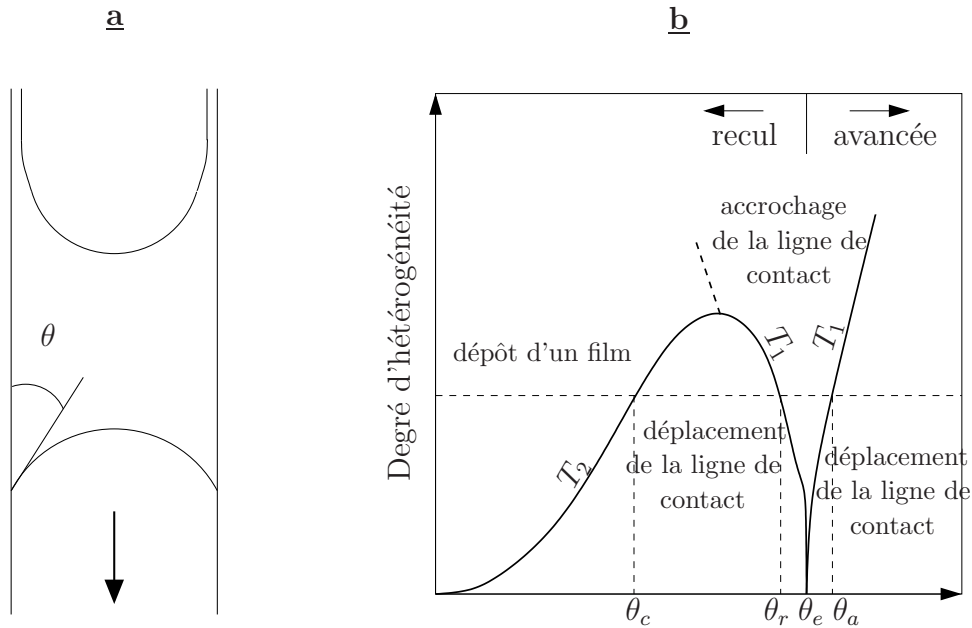 a
b
θ
Degré d'hétérogénéité
recul
avancée
accrochage
de la ligne de
contact
T₁
T₁
dépôt d'un film
déplacement
de la ligne de
contact
T₂
déplacement
de la ligne de
contact
θc
θr
θe
θa